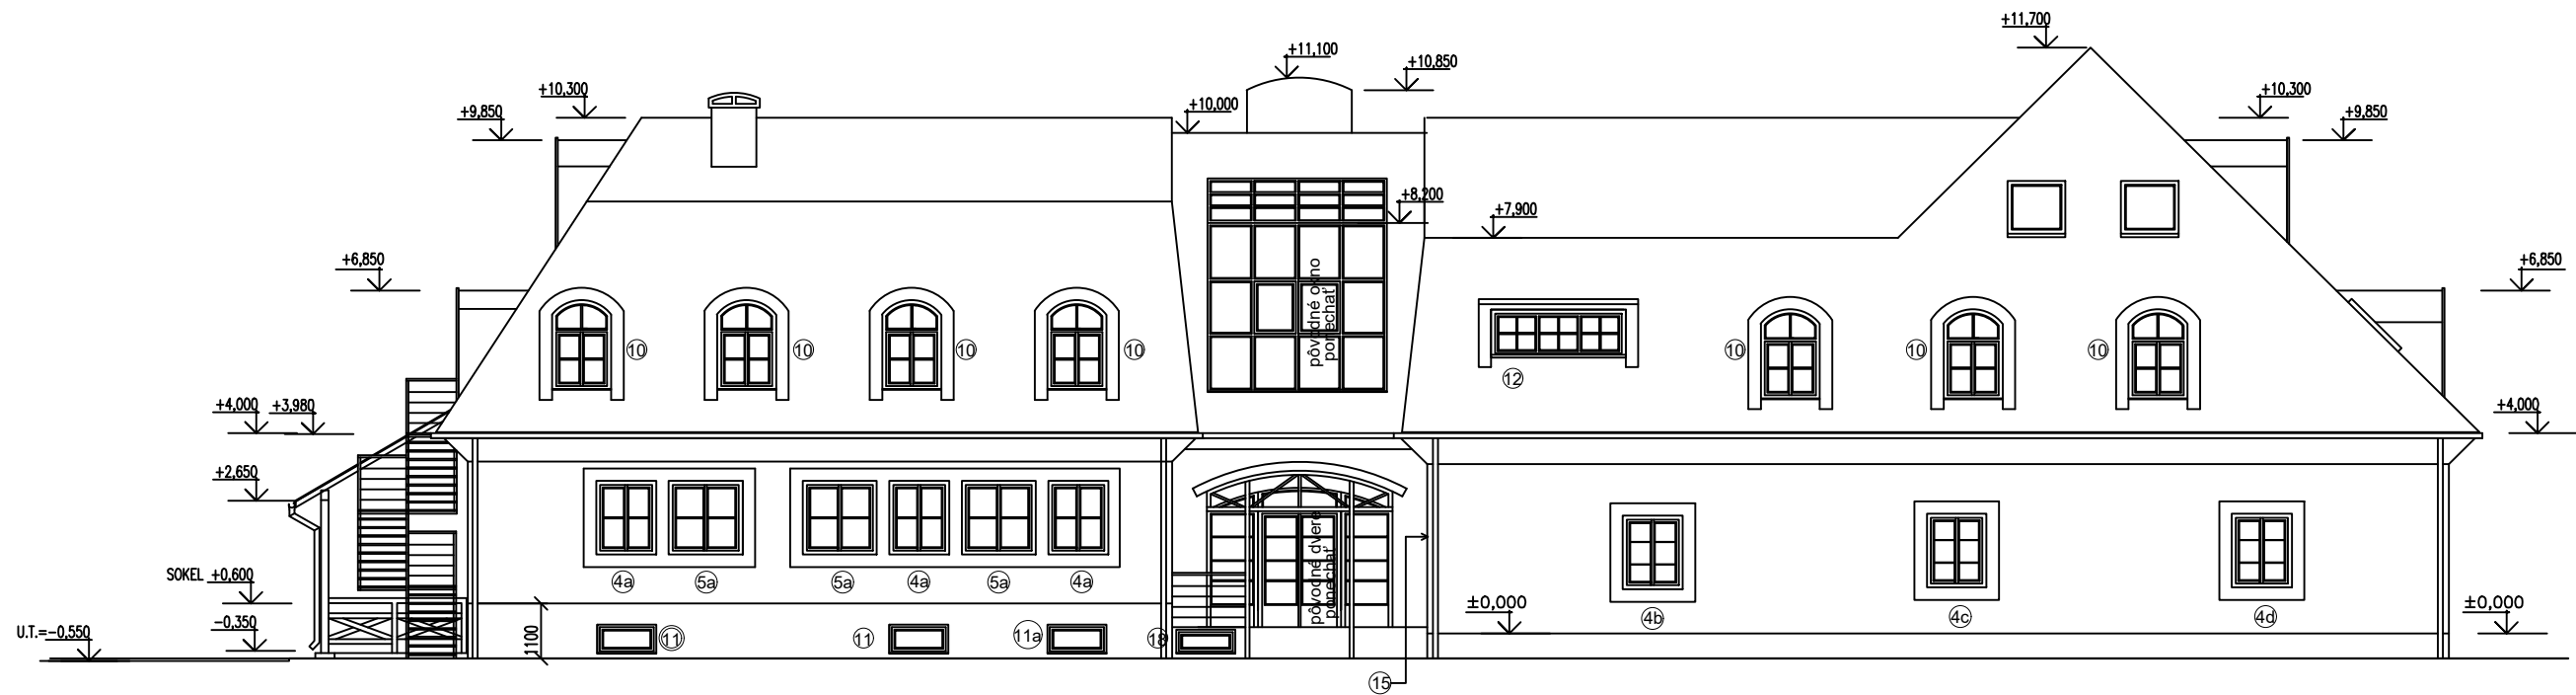 +11,700
+11,100
+10,850
+10,300
+9,850
+10,000
+10,300
+9,850
+8,200
+7,900
+6,850
+6,850
pôvodné okno
ponechať
10
10
10
10
10
10
10
12
+4,000
+3,980
+4,000
+2,650
SOKEL +0,600
4a
5a
5a
4a
5a
4a
pôvodné dvere
ponechať
±0,000
±0,000
4b
4c
4d
U.T.=-0,550
-0,350
1100
11
11
11a
18
15